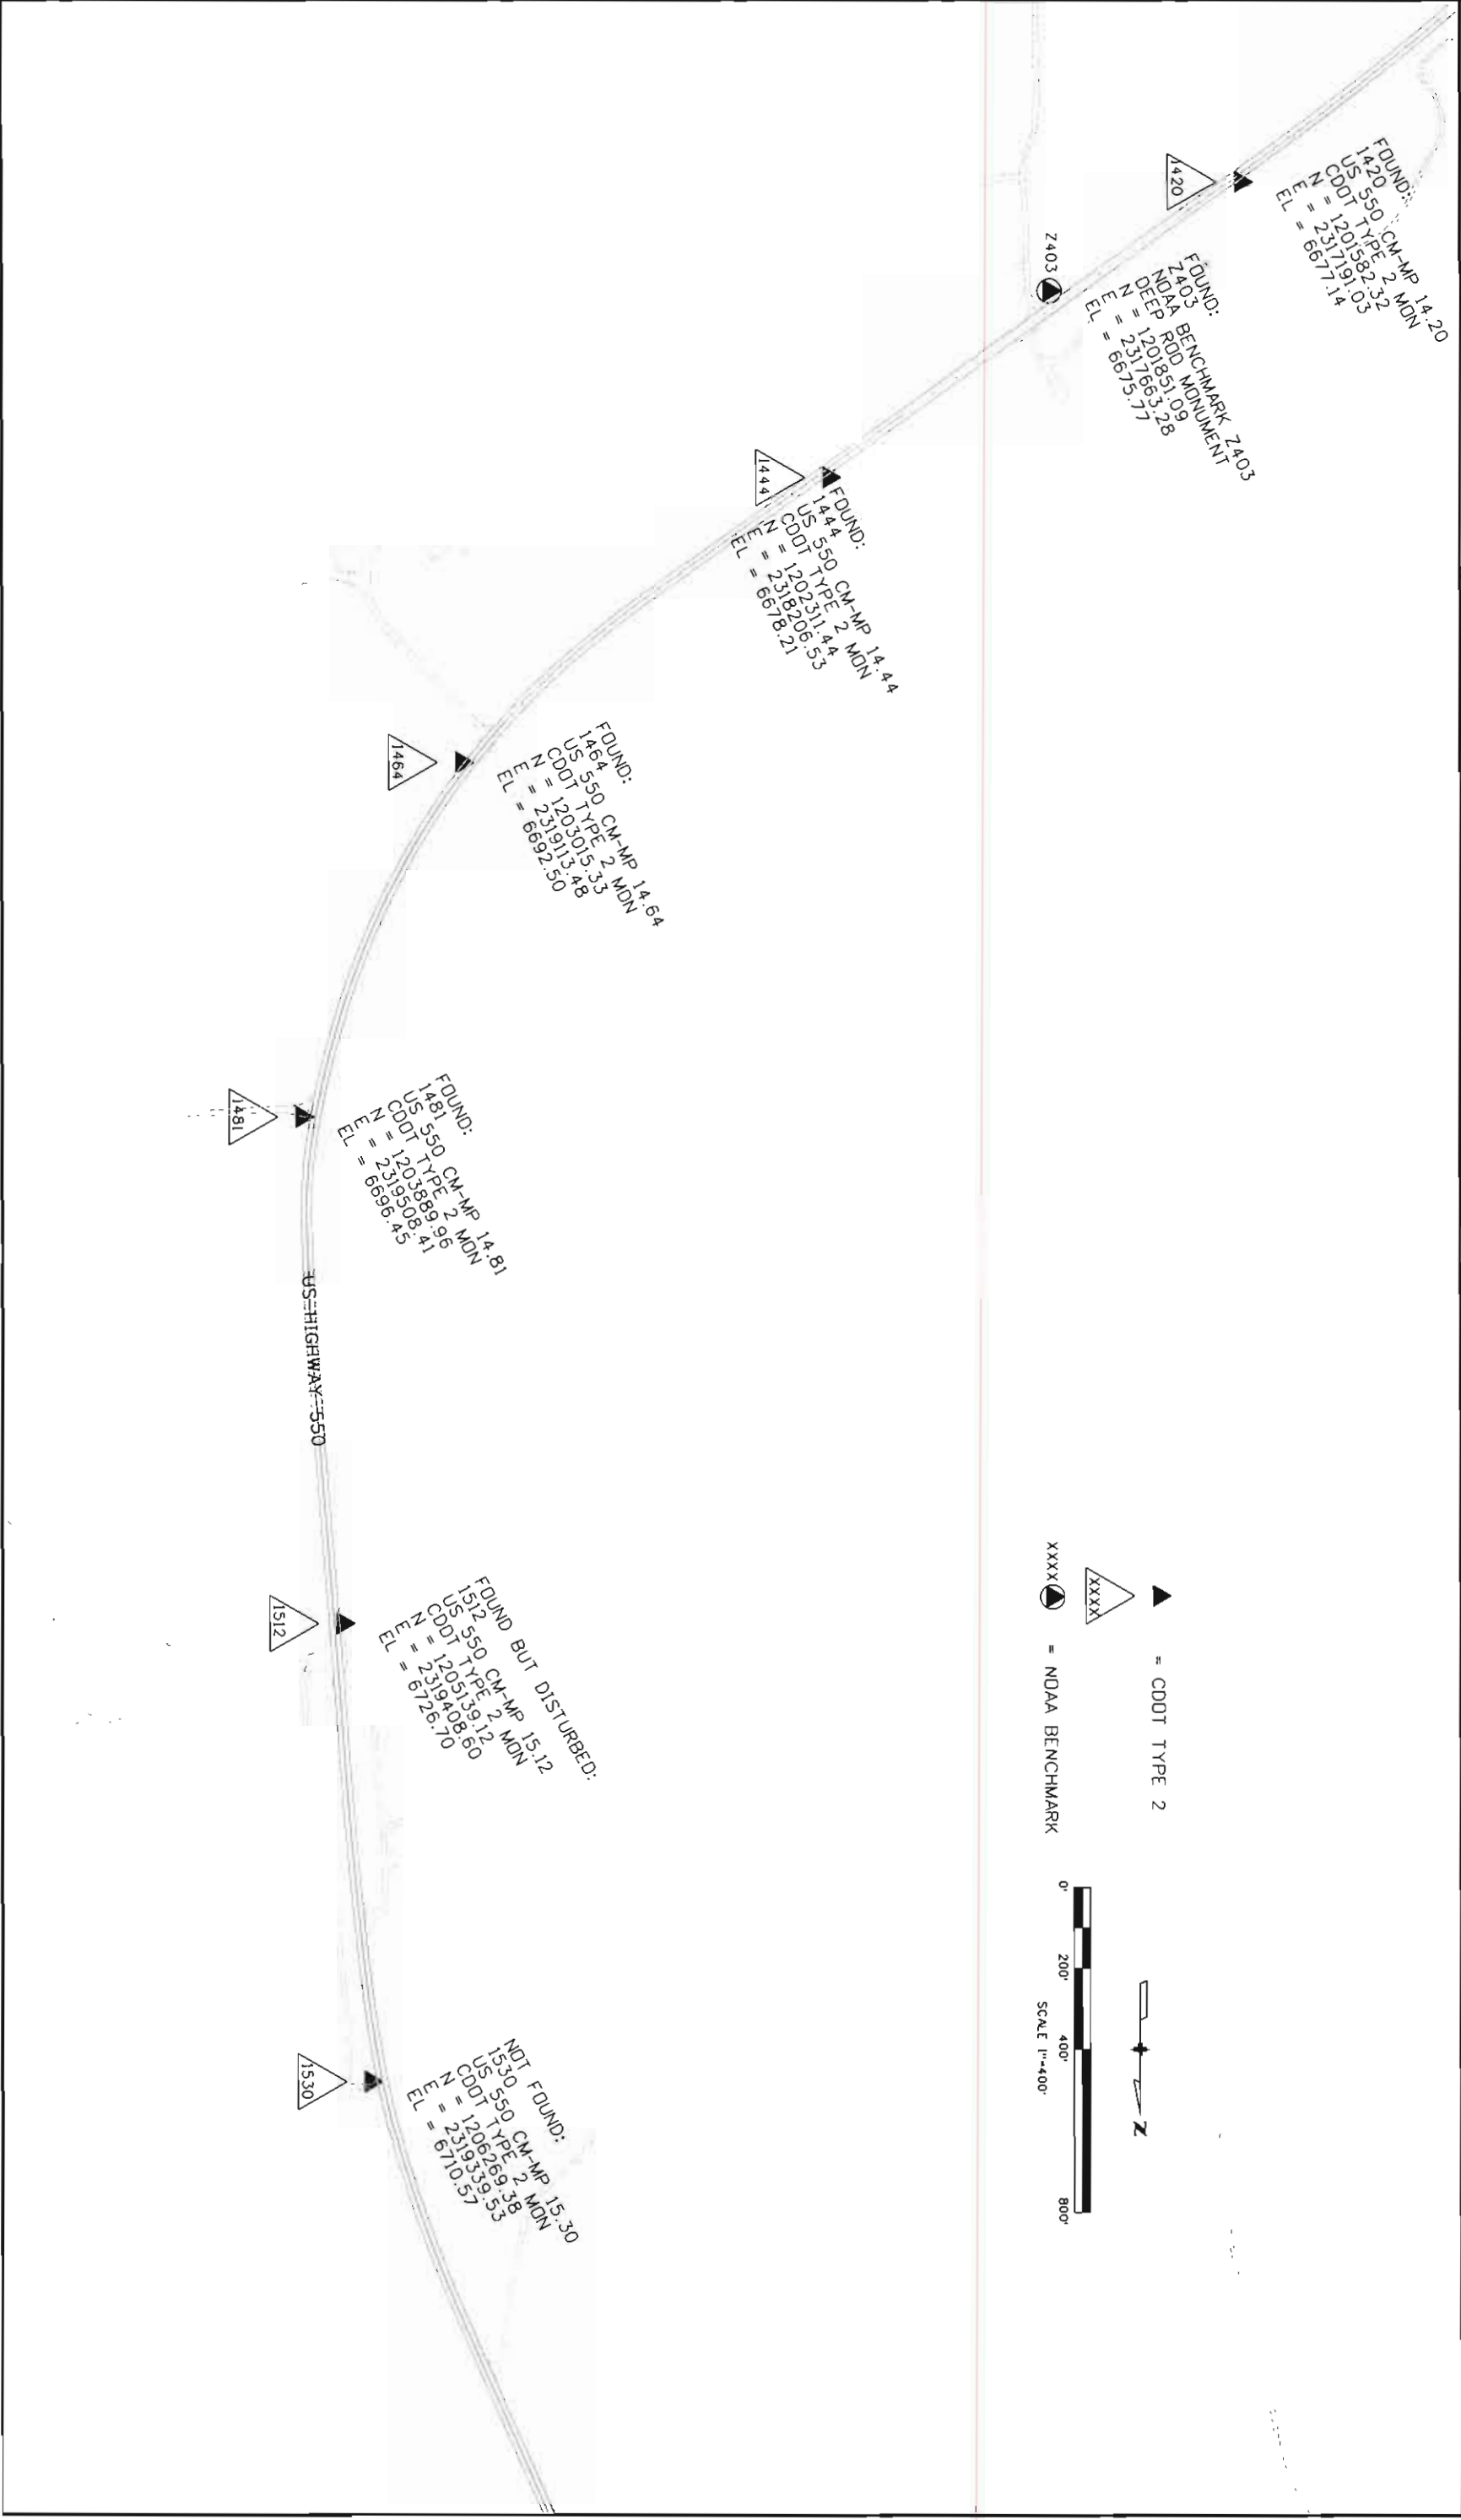 FOUND:
1420
US 550 CM-MP 14.20
CDOT TYPE 2 MON
N = 1201582.32
E = 2317191.03
EL = 6677.14
1420
Z403
FOUND:
Z403
NOAA BENCHMARK Z403
DEEP ROD MONUMENT
N = 1201851.09
E = 2317663.28
EL = 6675.77
FOUND:
1444
US 550 CM-MP 14.44
CDOT TYPE 2 MON
N = 1202311.44
E = 2318206.53
EL = 6678.21
1444
FOUND:
1464
US 550 CM-MP 14.64
CDOT TYPE 2 MON
N = 1203015.33
E = 2319113.48
EL = 6692.50
1464
FOUND:
1481
US 550 CM-MP 14.81
CDOT TYPE 2 MON
N = 1203889.96
E = 2319508.41
EL = 6696.45
1481
US HIGHWAY 550
FOUND BUT DISTURBED:
1512
US 550 CM-MP 15.12
CDOT TYPE 2 MON
N = 1205139.12
E = 2319408.60
EL = 6726.70
1512
NOT FOUND:
1530
US 550 CM-MP 15.30
CDOT TYPE 2 MON
N = 1206269.38
E = 2319339.53
EL = 6710.57
1530
= CDOT TYPE 2
XXXX
XXXX = NOAA BENCHMARK
N
0' 200' 400' 800'
SCALE 1"=400'